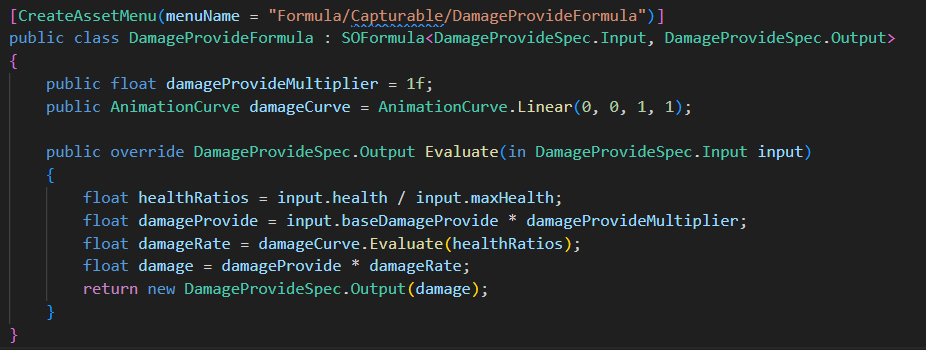 [CreateAssetMenu(menuName = "Formula/Capturable/DamageProvideFormula")]
public class DamageProvideFormula : SOFormula<DamageProvideSpec.Input, DamageProvideSpec.Output>
{
    public float damageProvideMultiplier = 1f;
    public AnimationCurve damageCurve = AnimationCurve.Linear(0, 0, 1, 1);

    public override DamageProvideSpec.Output Evaluate(in DamageProvideSpec.Input input)
    {
        float healthRatios = input.health / input.maxHealth;
        float damageProvide = input.baseDamageProvide * damageProvideMultiplier;
        float damageRate = damageCurve.Evaluate(healthRatios);
        float damage = damageProvide * damageRate;
        return new DamageProvideSpec.Output(damage);
    }
}